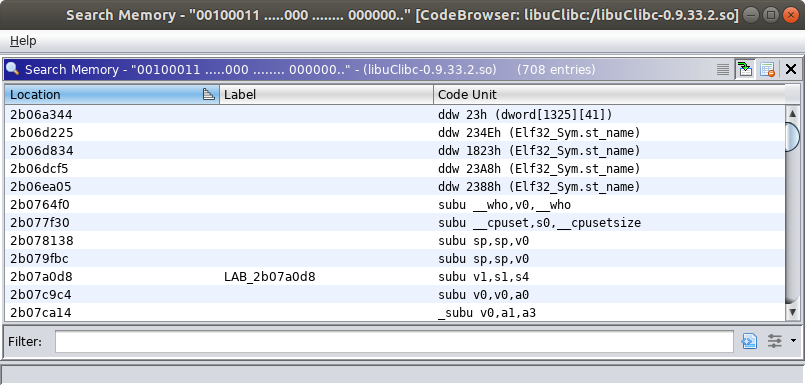 Search Memory - "00100011 .....000 ........ 000000.." [CodeBrowser: libuClibc:/libuClibc-0.9.33.2.so]
Help
Search Memory - "00100011 .....000 ........ 000000.." - (libuClibc-0.9.33.2.so) (708 entries)
Location Label Code Unit
2b06a344 ddw 23h (dword[1325][41])
2b06d225 ddw 234Eh (Elf32_Sym.st_name)
2b06d834 ddw 1823h (Elf32_Sym.st_name)
2b06dcf5 ddw 23A8h (Elf32_Sym.st_name)
2b06ea05 ddw 2388h (Elf32_Sym.st_name)
2b0764f0 subu __who,v0,__who
2b077f30 subu __cpuset,s0,__cpusetsize
2b078138 subu sp,sp,v0
2b079fbc subu sp,sp,v0
2b07a0d8 LAB_2b07a0d8 subu v1,s1,s4
2b07c9c4 subu v0,v0,a0
2b07ca14 _subu v0,a1,a3
Filter: